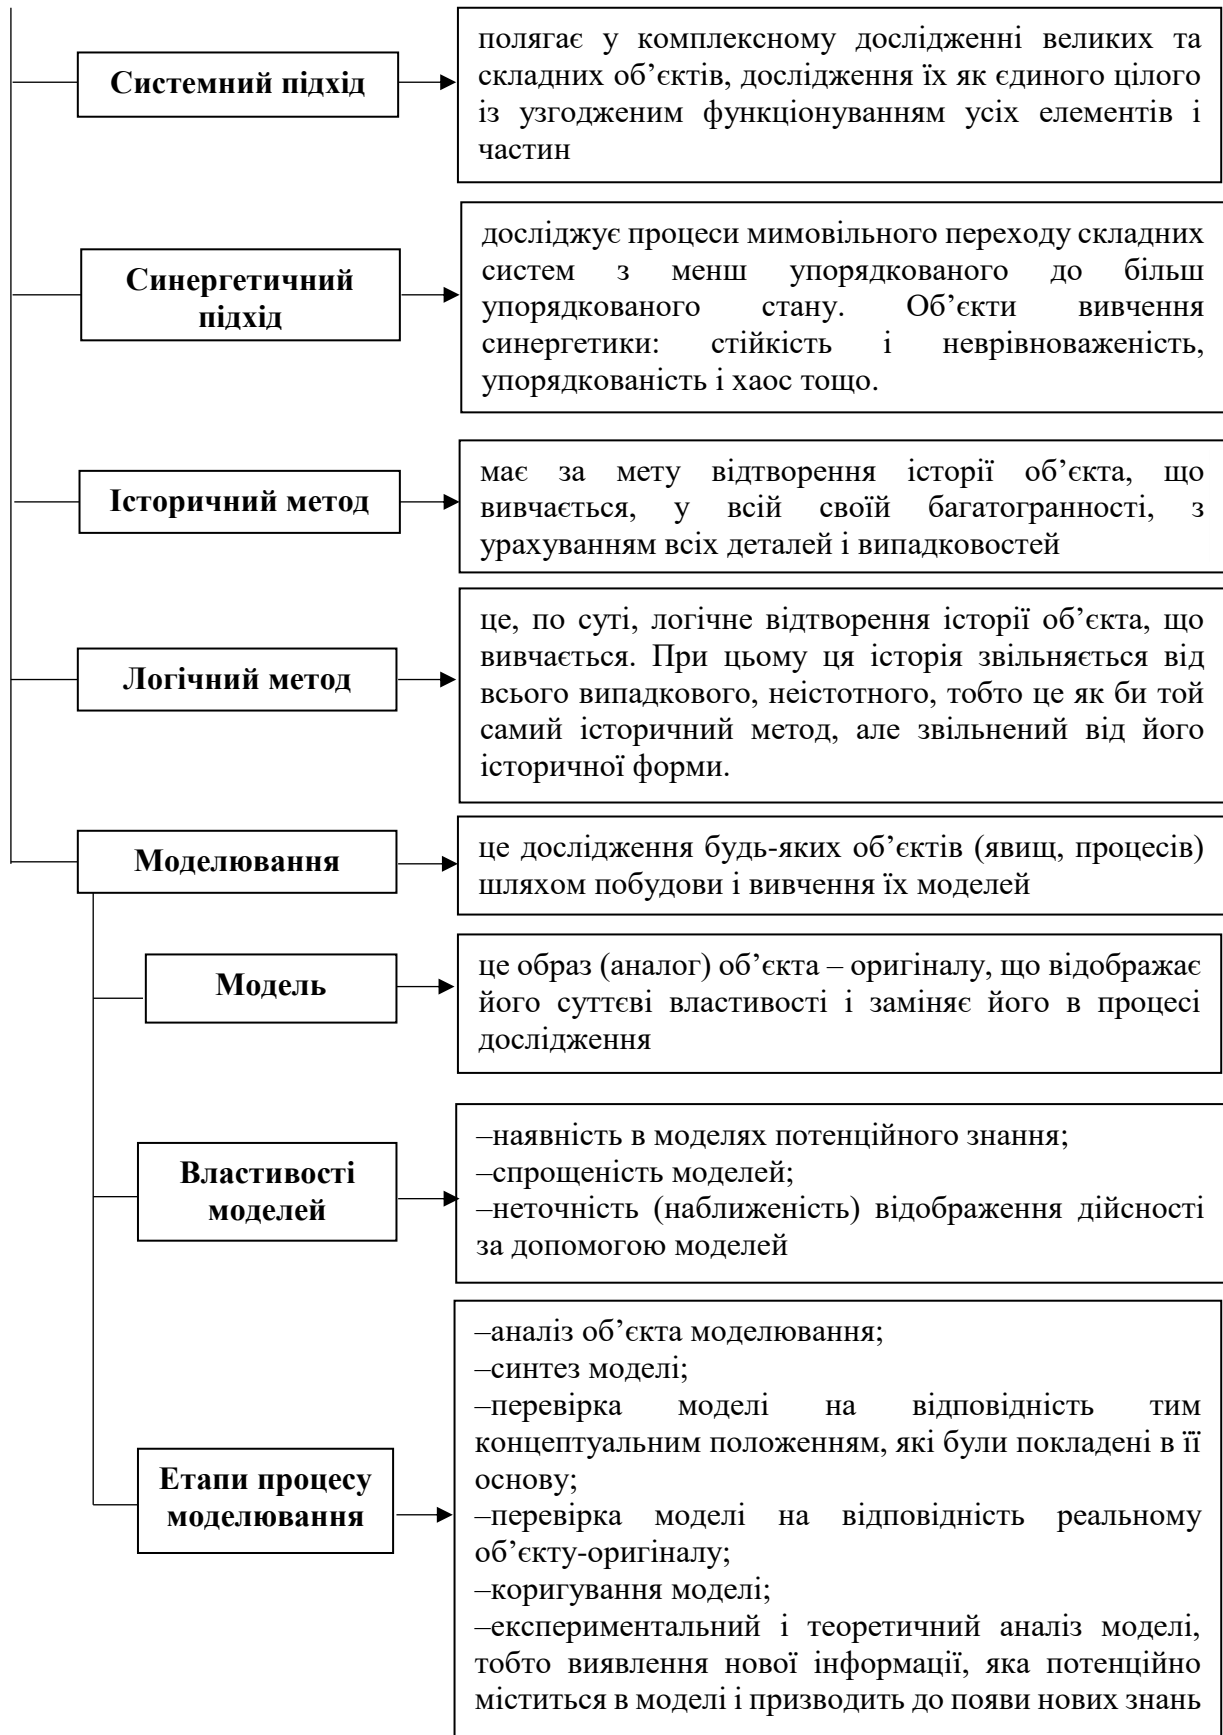 Системний підхід
полягає у комплексному дослідженні великих та
складних об’єктів, дослідження їх як єдиного цілого
із узгодженим функціонуванням усіх елементів і
частин
Синергетичний
підхід
досліджує процеси мимовільного переходу складних
систем з менш упорядкованого до більш
упорядкованого стану. Об’єкти вивчення
синергетики: стійкість і неврівноваженість,
упорядкованість і хаос тощо.
Історичний метод
має за мету відтворення історії об’єкта, що
вивчається, у всій своїй багатогранності, з
урахуванням всіх деталей і випадковостей
Логічний метод
це, по суті, логічне відтворення історії об’єкта, що
вивчається. При цьому ця історія звільняється від
всього випадкового, неістотного, тобто це як би той
самий історичний метод, але звільнений від його
історичної форми.
Моделювання
це дослідження будь-яких об’єктів (явищ, процесів)
шляхом побудови і вивчення їх моделей
Модель
це образ (аналог) об’єкта – оригіналу, що відображає
його суттєві властивості і заміняє його в процесі
дослідження
Властивості
моделей
–наявність в моделях потенційного знання;
–спрощеність моделей;
–неточність (наближеність) відображення дійсності
за допомогою моделей
Етапи процесу
моделювання
–аналіз об’єкта моделювання;
–синтез моделі;
–перевірка моделі на відповідність тим
концептуальним положенням, які були покладені в її
основу;
–перевірка моделі на відповідність реальному
об’єкту-оригіналу;
–коригування моделі;
–експериментальний і теоретичний аналіз моделі,
тобто виявлення нової інформації, яка потенційно
міститься в моделі і призводить до появи нових знань